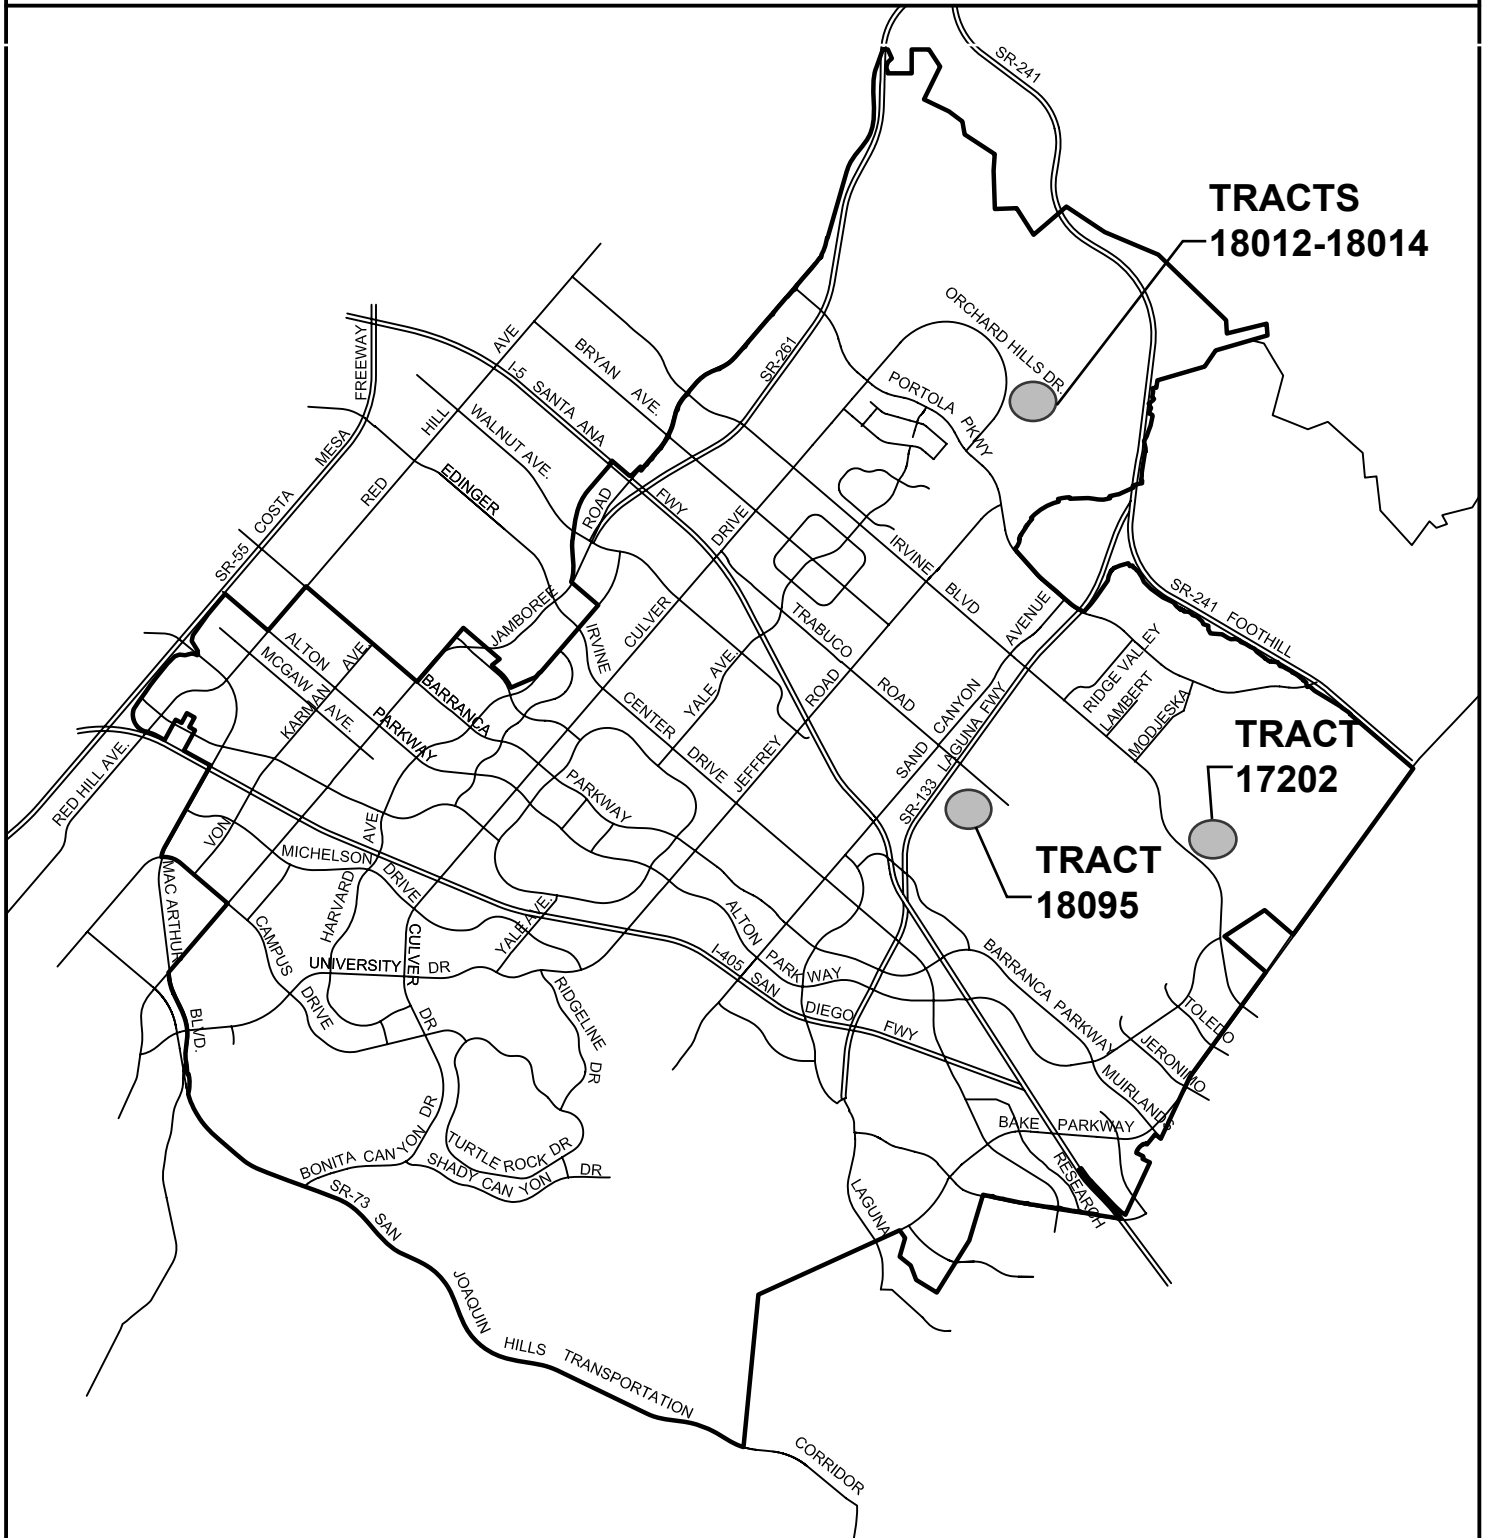 SR-241
TRACTS
18012-18014
ORCHARD HILLS DR.
SR-261
AVE
FREEWAY
BRYAN AVE.
I-5 SANTA ANA
PORTOLA PKWY
HILL
WALNUT AVE.
MESA
EDINGER
RED
COSTA
ROAD
FWY
DRIVE
SR-55
IRVINE
BLVD
SR-241 FOOTHILL
JAMBOREE
CULVER
TRABUCO
AVENUE
IRVINE
RIDGE VALLEY
ALTON
AVE.
MCGAW
AVE.
KARMAN
BARRANCA
YALE AVE.
ROAD
ROAD
LAMBERT
CANYON
MODJESKA
PARKWAY
CENTER
DRIVE
JEFFREY
SAND
LAGUNA FWY
SR-133
TRACT
17202
RED HILL AVE.
PARKWAY
VON
AVE
MICHELSON
DRIVE
TRACT
18095
MAC ARTHUR
HARVARD
YALE AVE.
CAMPUS
CULVER
ALTON
PARK WAY
UNIVERSITY DR
I-405 SAN
DIEGO
FWY
BARRANCA PARKWAY
DRIVE
RIDGELINE
DR
BLVD.
DR
TOLEDO
JERONIMO
MUIRLANDS
BAKE PARKWAY
DR
TURTLE ROCK DR
BONITA CAN YON
SHADY CAN YON DR
RESEARCH
SR-73 SAN
LAGUNA
JOAQUIN
HILLS TRANSPORTATION
CORRIDOR